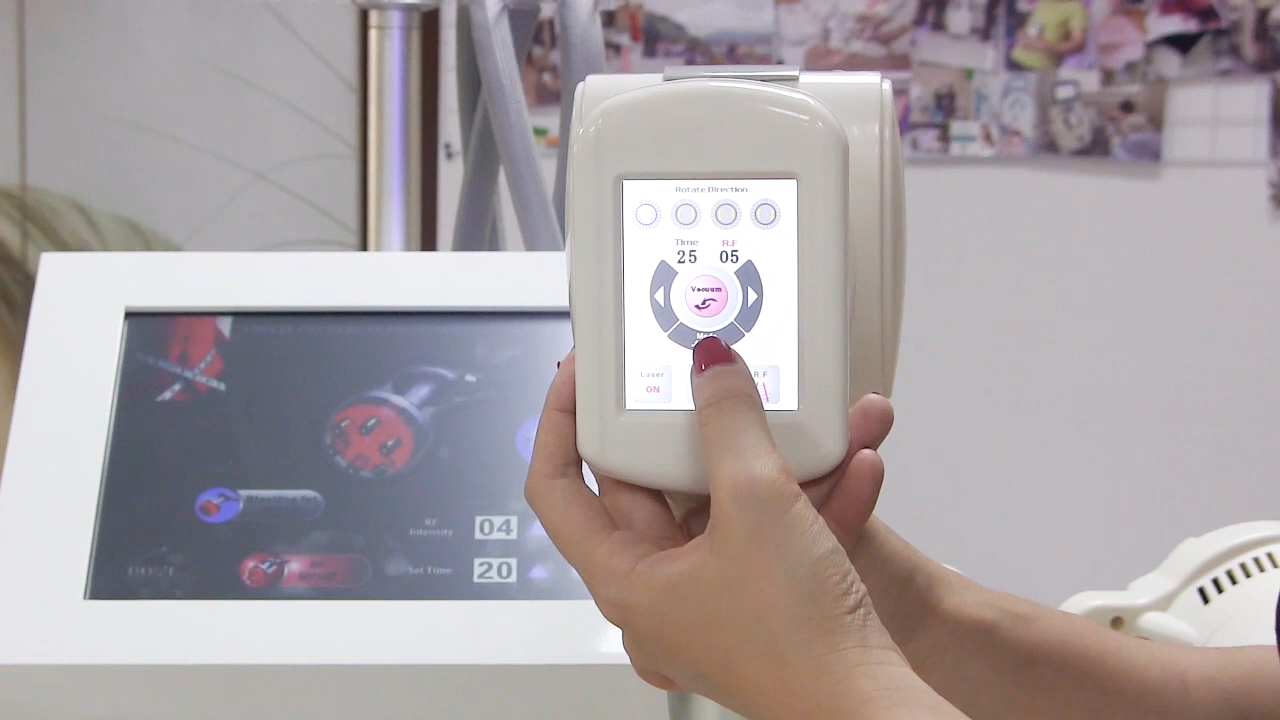 Rotate Direction
Time R.F
25 05
Vacuum
Laser R.F
ON
RF
Intensity 04
Set Time 20